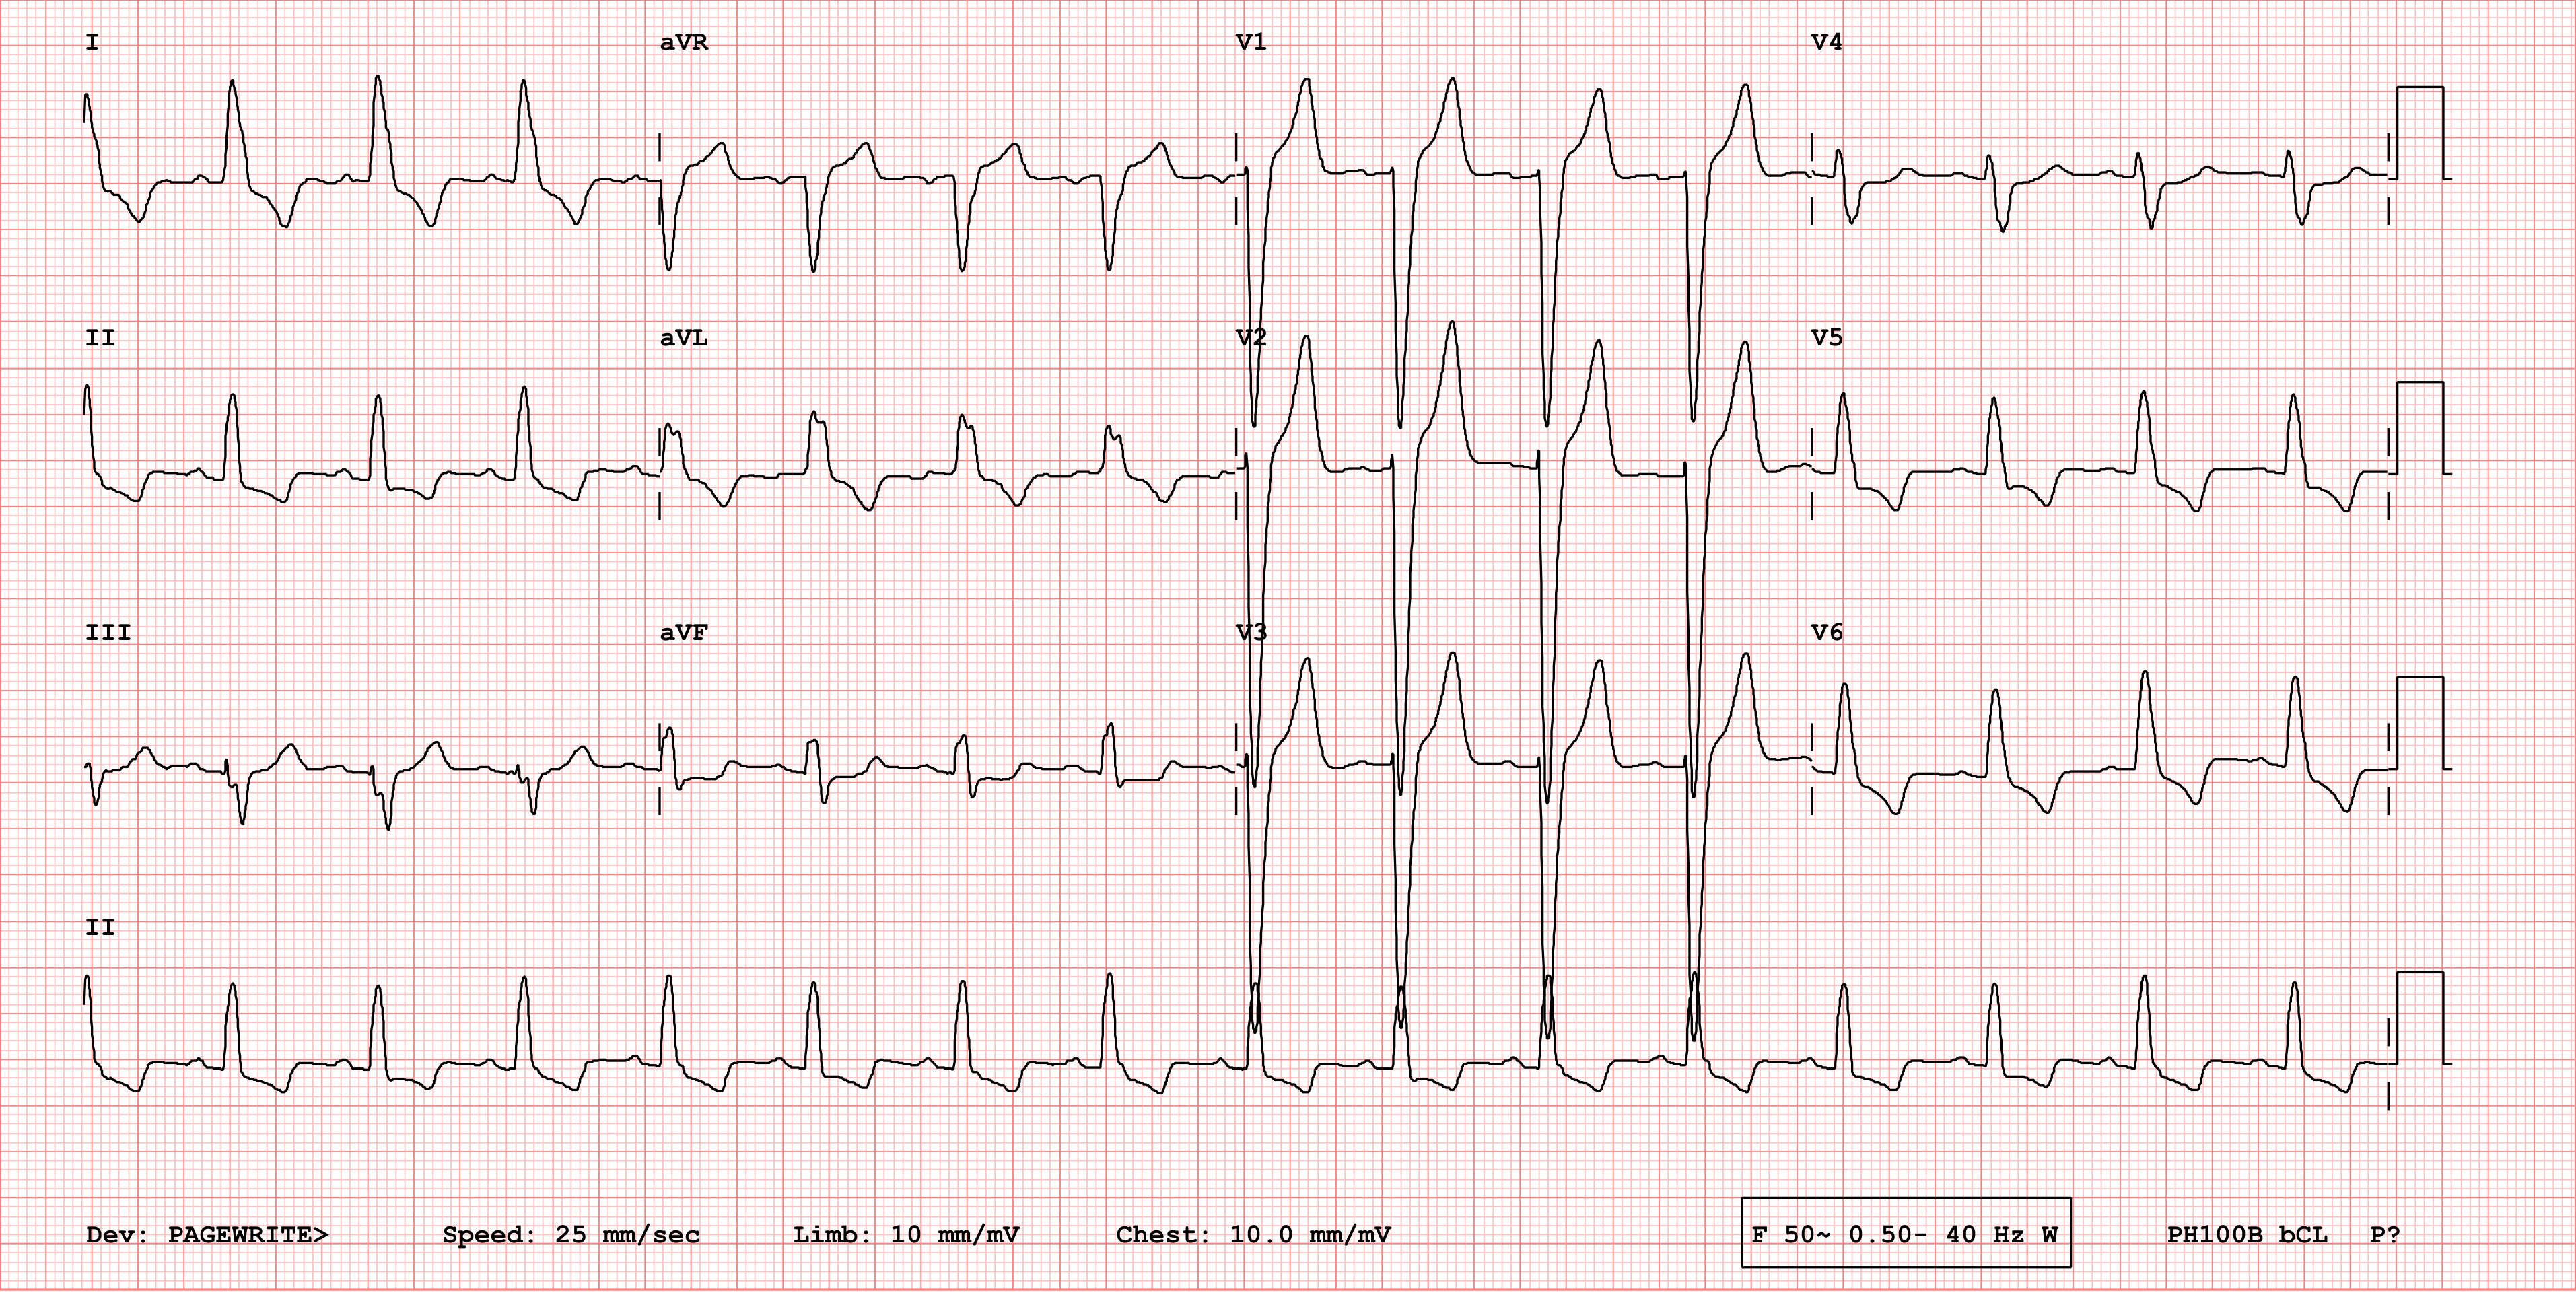 I aVR V1 V4
II aVL V2 V5
III aVF V3 V6
II
Dev: PAGEWRITE> Speed: 25 mm/sec Limb: 10 mm/mV Chest: 10.0 mm/mV F 50~ 0.50- 40 Hz W PH100B bCL P?